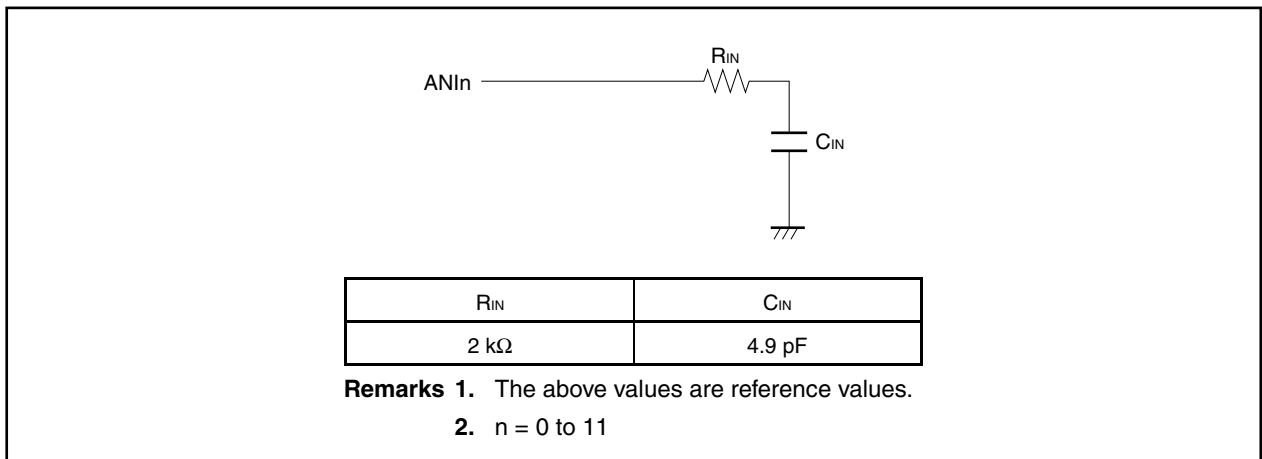 RIN
ANIn
CIN
RIN CIN
2 kΩ 4.9 pF
Remarks 1. The above values are reference values.
2. n = 0 to 11